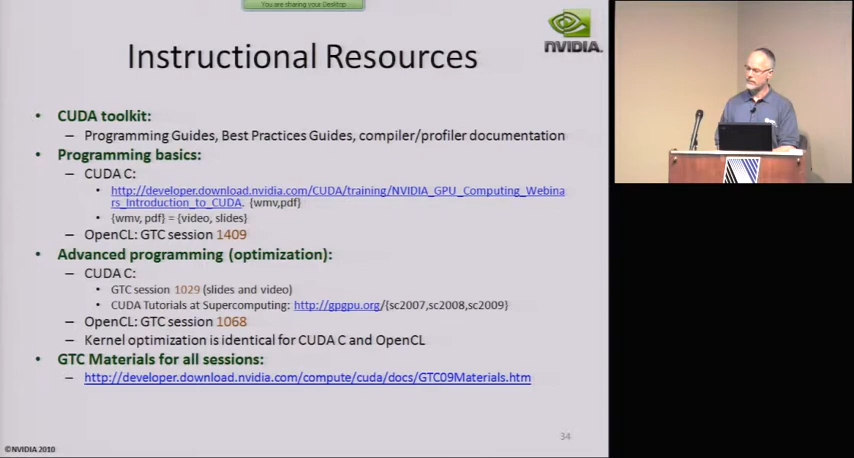 You are sharing your Desktop
NVIDIA.
Instructional Resources
• CUDA toolkit:
– Programming Guides, Best Practices Guides, compiler/profiler documentation
• Programming basics:
– CUDA C:
• http://developer.download.nvidia.com/CUDA/training/NVIDIA_GPU_Computing_Webina
rs_Introduction_to_CUDA. {wmv,pdf}
• {wmv, pdf} = {video, slides}
– OpenCL: GTC session 1409
• Advanced programming (optimization):
– CUDA C:
• GTC session 1029 (slides and video)
• CUDA Tutorials at Supercomputing: http://gpgpu.org/{sc2007,sc2008,sc2009}
– OpenCL: GTC session 1068
– Kernel optimization is identical for CUDA C and OpenCL
• GTC Materials for all sessions:
– http://developer.download.nvidia.com/compute/cuda/docs/GTC09Materials.htm
34
©NVIDIA 2010